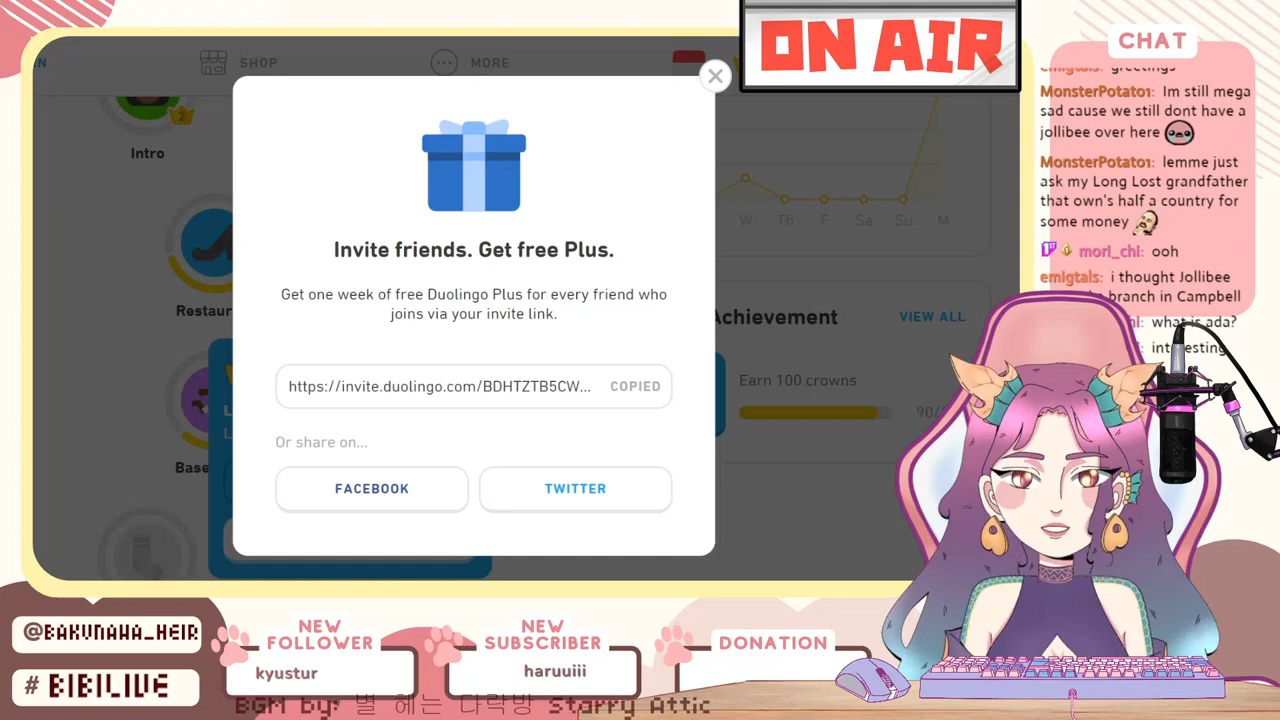 ON AIR
CHAT
SHOP
MORE
2
Intro
Invite friends. Get free Plus.
Get one week of free Duolingo Plus for every friend who
joins via your invite link.
https://invite.duolingo.com/BDHTZTB5CW...
COPIED
Or share on...
FACEBOOK
TWITTER
W
Th
F
Sa
Su
M
Achievement
VIEW ALL
Earn 100 crowns
emigtals: greetings
MonsterPotato1: Im still mega
sad cause we still dont have a
jollibee over here
MonsterPotato1: lemme just
ask my Long Lost grandfather
that own's half a country for
some money
mori_chi: ooh
emigtals: i thought Jollibee
branch in Campbell
what is ada?
interesting
@BAKUNAWA_HEIR
# BIBILIVE
NEW
FOLLOWER
kyustur
NEW
SUBSCRIBER
haruuiii
DONATION
BGM by: 별 헤는 다락방 Starry Attic